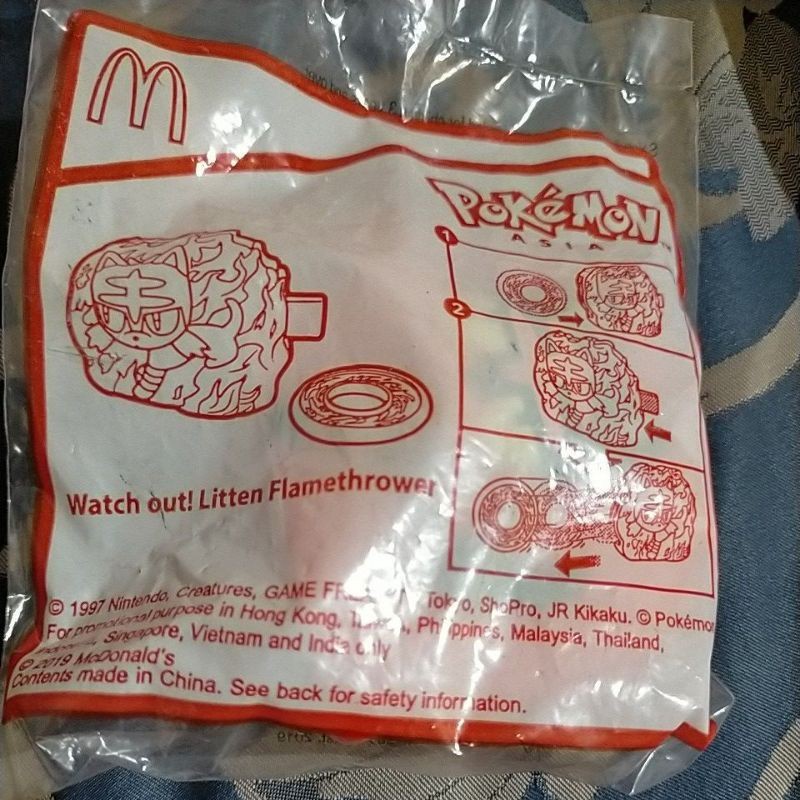 POKéMON
ASIA
1
2
Watch out! Litten Flamethrower
© 1997 Nintendo, Creatures, GAME Tokyo, ShoPro, JR Kikaku. © Pokémon
For promotional purpose in Hong Kong, Philippines, Malaysia, Thailand,
Singapore, Vietnam and India only
© 2019 McDonald's
Contents made in China. See back for safety information.